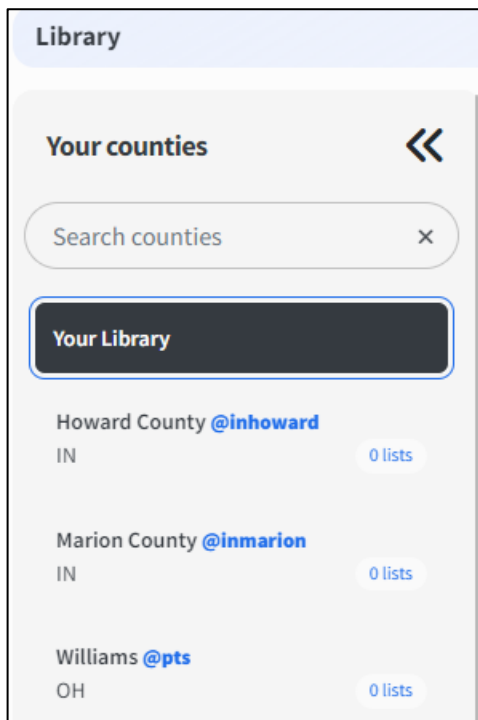 Library
Your counties
Search counties
Your Library
Howard County @inhoward
IN
0 lists
Marion County @inmarion
IN
0 lists
Williams @pts
OH
0 lists